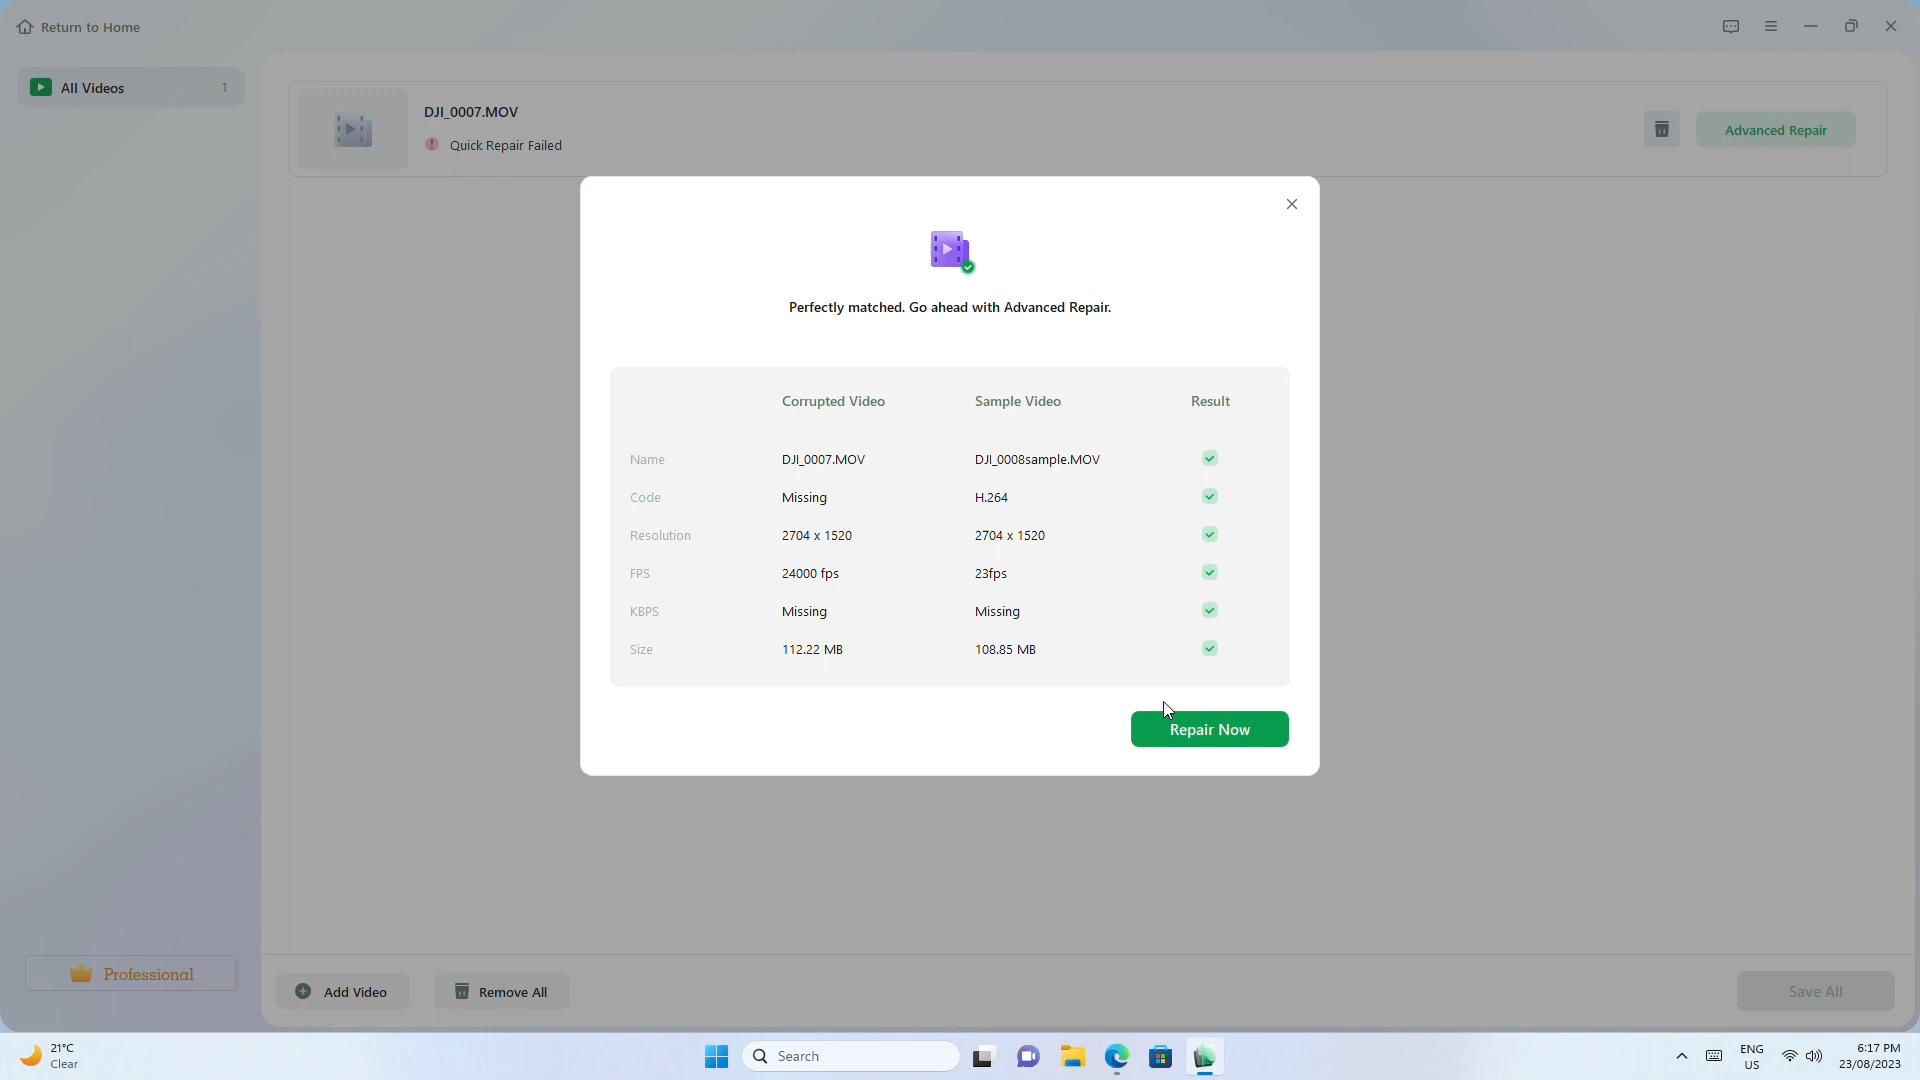 Return to Home
All Videos 1
DJI_0007.MOV
Quick Repair Failed
Advanced Repair
Perfectly matched. Go ahead with Advanced Repair.
Corrupted Video Sample Video Result
Name DJI_0007.MOV DJI_0008sample.MOV
Code Missing H.264
Resolution 2704 x 1520 2704 x 1520
FPS 24000 fps 23fps
KBPS Missing Missing
Size 112.22 MB 108.85 MB
Repair Now
Professional
Add Video Remove All Save All
21°C
Clear
Search
ENG
US
6:17 PM
23/08/2023